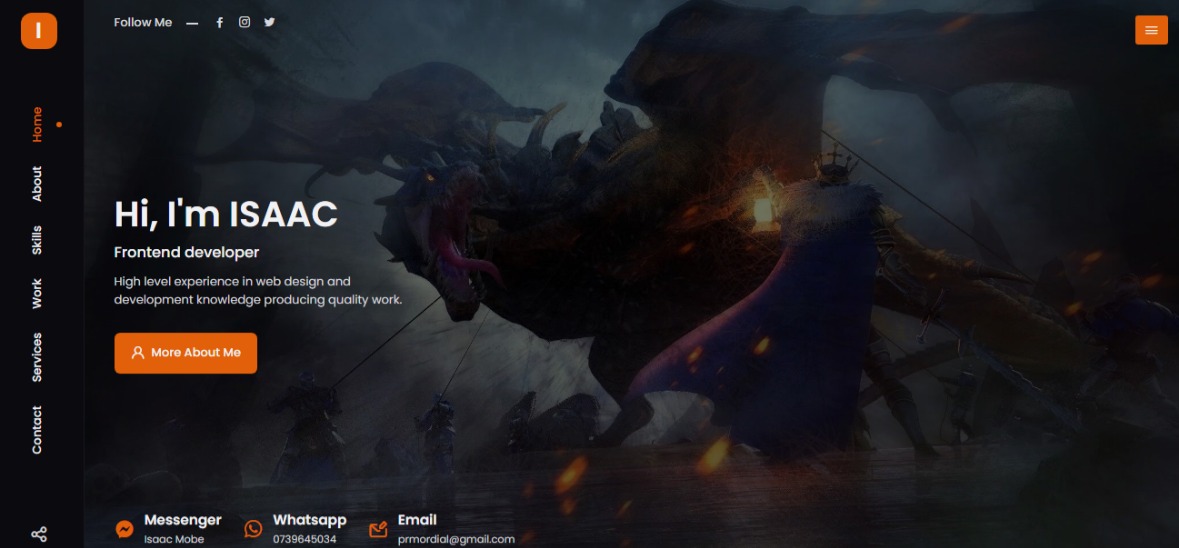 I
Follow Me
Home
About
Skills
Work
Services
Contact
Hi, I'm ISAAC
Frontend developer
High level experience in web design and
development knowledge producing quality work.
More About Me
Messenger
Isaac Mobe
Whatsapp
0739645034
Email
prmordial@gmail.com